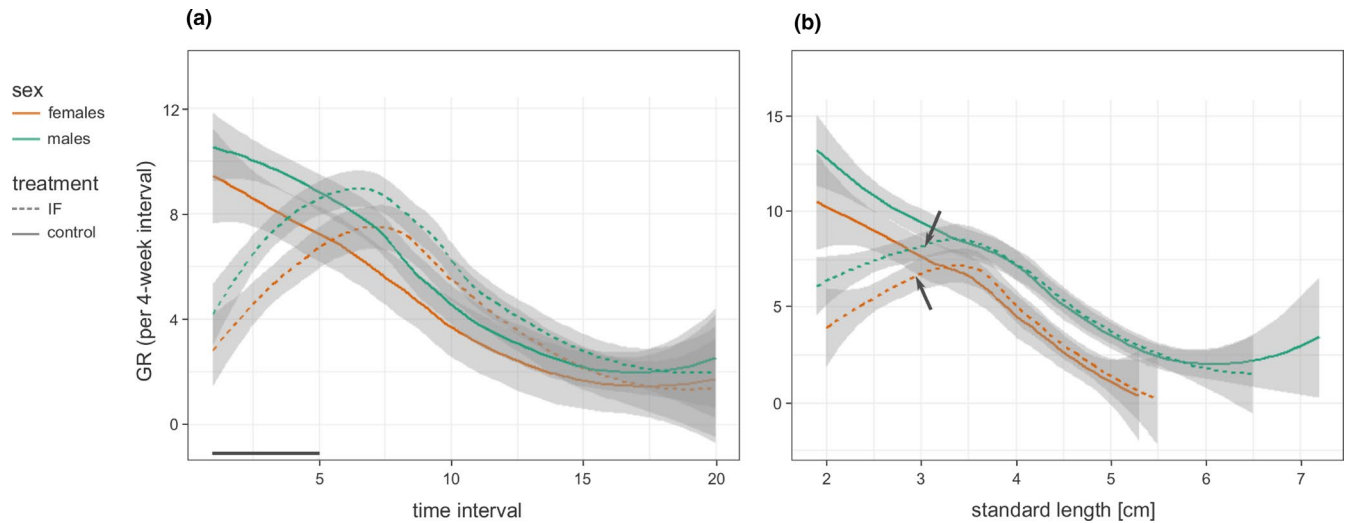 (a)
(b)
sex
females
males
treatment
IF
control
GR (per 4-week interval)
12
8
4
0
5
10
15
20
time interval
15
10
5
0
2
3
4
5
6
7
standard length [cm]